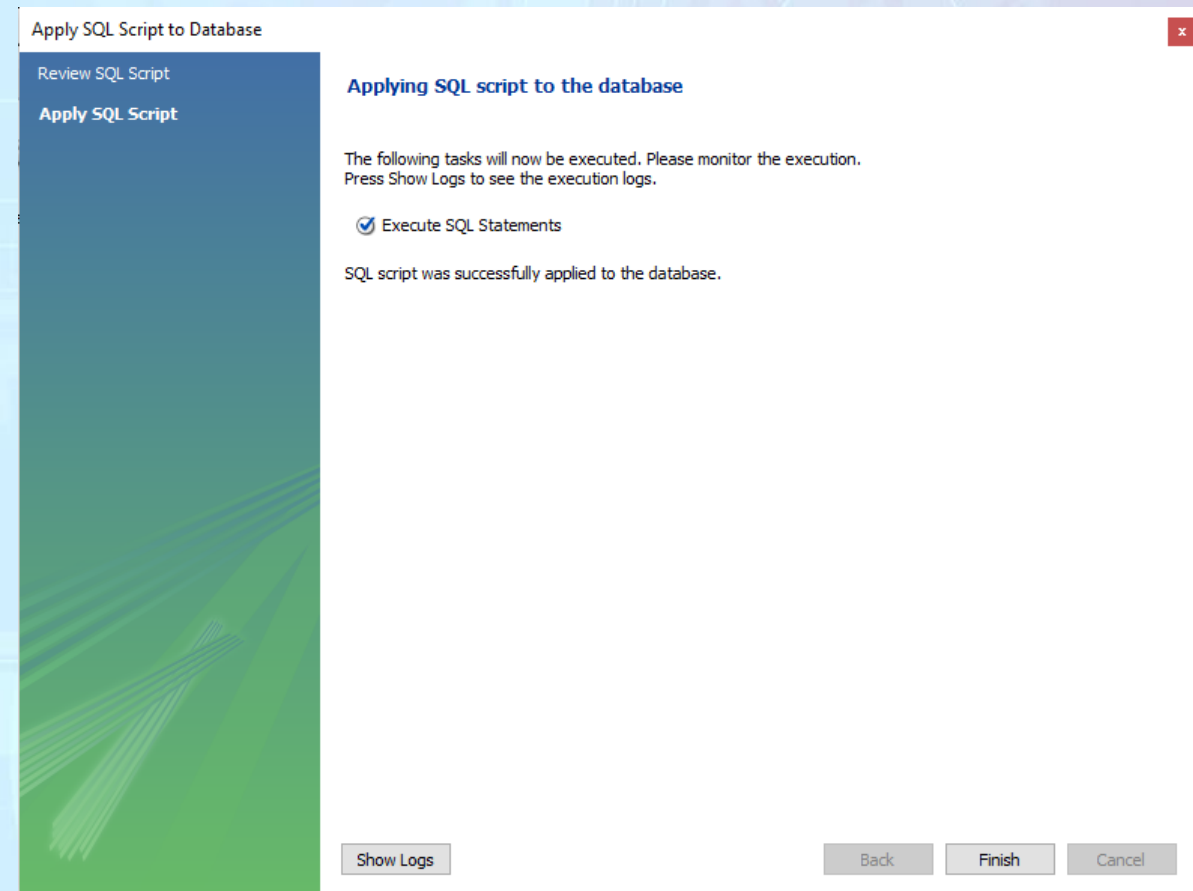 Apply SQL Script to Database
x
Review SQL Script
Apply SQL Script
Applying SQL script to the database
The following tasks will now be executed. Please monitor the execution.
Press Show Logs to see the execution logs.
Execute SQL Statements
SQL script was successfully applied to the database.
Show Logs
Back
Finish
Cancel